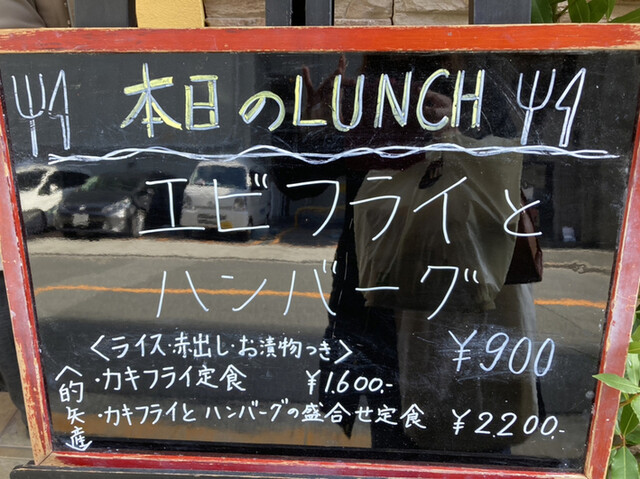 本日のLUNCH
エビフライと
ハンバーグ
〈ライス・赤出し・お漬物つき〉 ¥900
・カキフライ定食 ¥1,600.-
・カキフライとハンバーグの盛合せ定食 ¥2,200.-
〈的矢産〉